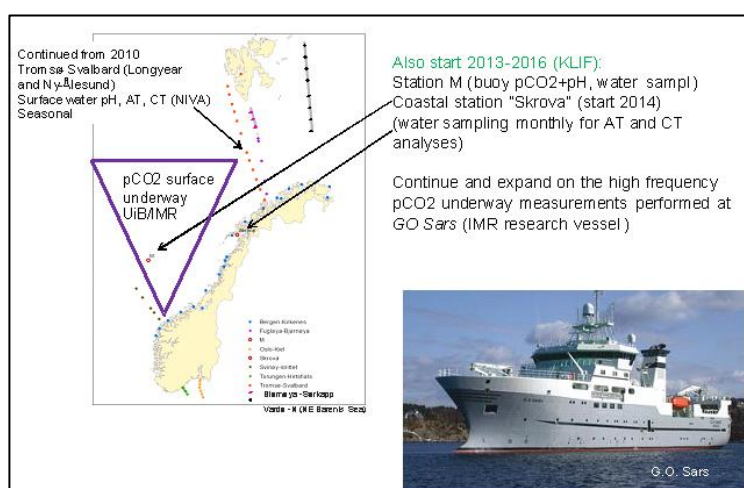 Continued from 2010
Tromsø- Svalbard (Longyear
and Ny-Ålesund)
Surface water pH, AT, CT (NIVA)
Seasonal
pCO2 surface
underway
UiB/IMR
Also start 2013-2016 (KLIF):
Station M (buoy pCO2+pH, water sampl)
Coastal station "Skrova" (start 2014)
(water sampling monthly for AT and CT
analyses)
Continue and expand on the high frequency
pCO2 underway measurements performed at
GO Sars (IMR research vessel)
Bergen-Kirkenes
Fugløya-Bjørnøya
M
Oslo-Kiel
Skrova
Svinøy-snittet
Torungen-Hirtshals
Tromsø-Svalbard
Bjørnøya-Sørkapp
Vardø - N (NE Barents Sea)
G.O. Sars